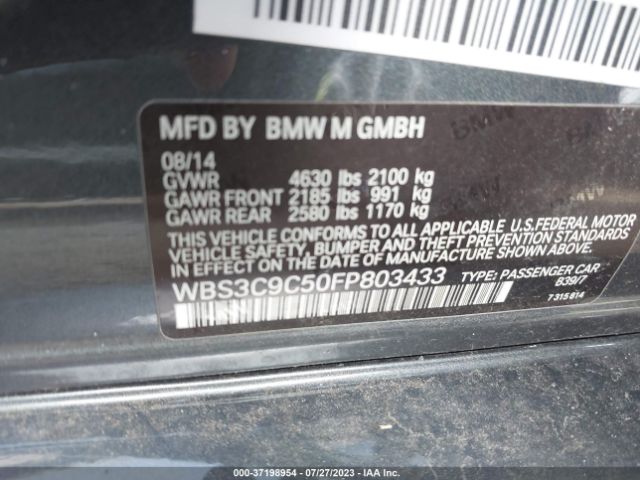 MFD BY BMW M GMBH
08/14
GVWR 4630 lbs 2100 kg
GAWR FRONT 2185 lbs 991 kg
GAWR REAR 2580 lbs 1170 kg
THIS VEHICLE CONFORMS TO ALL APPLICABLE U.S. FEDERAL MOTOR
VEHICLE SAFETY, BUMPER AND THEFT PREVENTION STANDARDS
IN EFFECT ON THE DATE OF MANUFACTURE SHOWN ABOVE.
WBS3C9C50FP803433 TYPE: PASSENGER CAR
B39/7
7315814
00-37198954 - 07/27/2023 - IAA Inc.